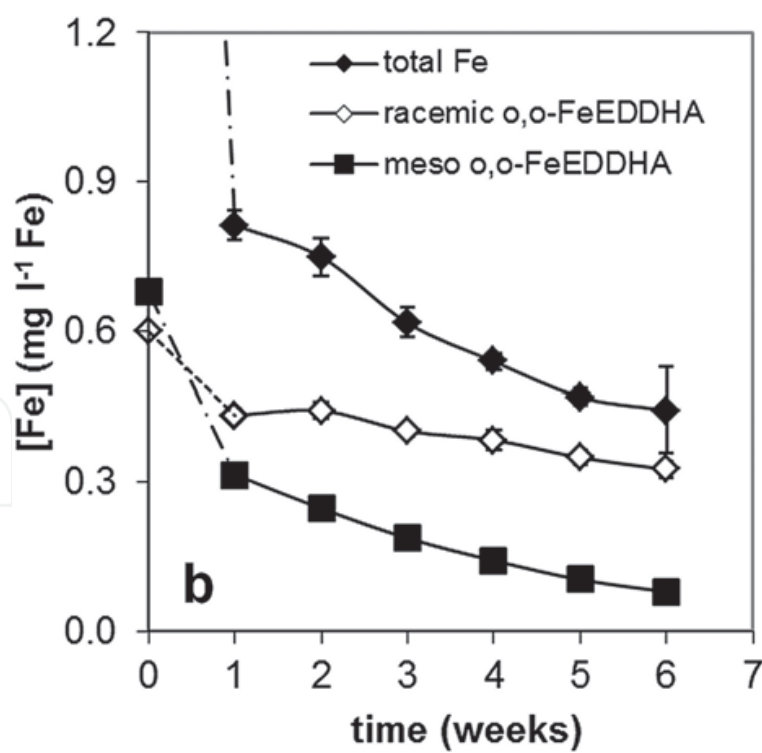 1.2
0.9
0.6
0.3
0.0
[Fe] (mg l⁻¹ Fe)
total Fe
racemic o,o-FeEDDHA
meso o,o-FeEDDHA
b
0 1 2 3 4 5 6 7
time (weeks)